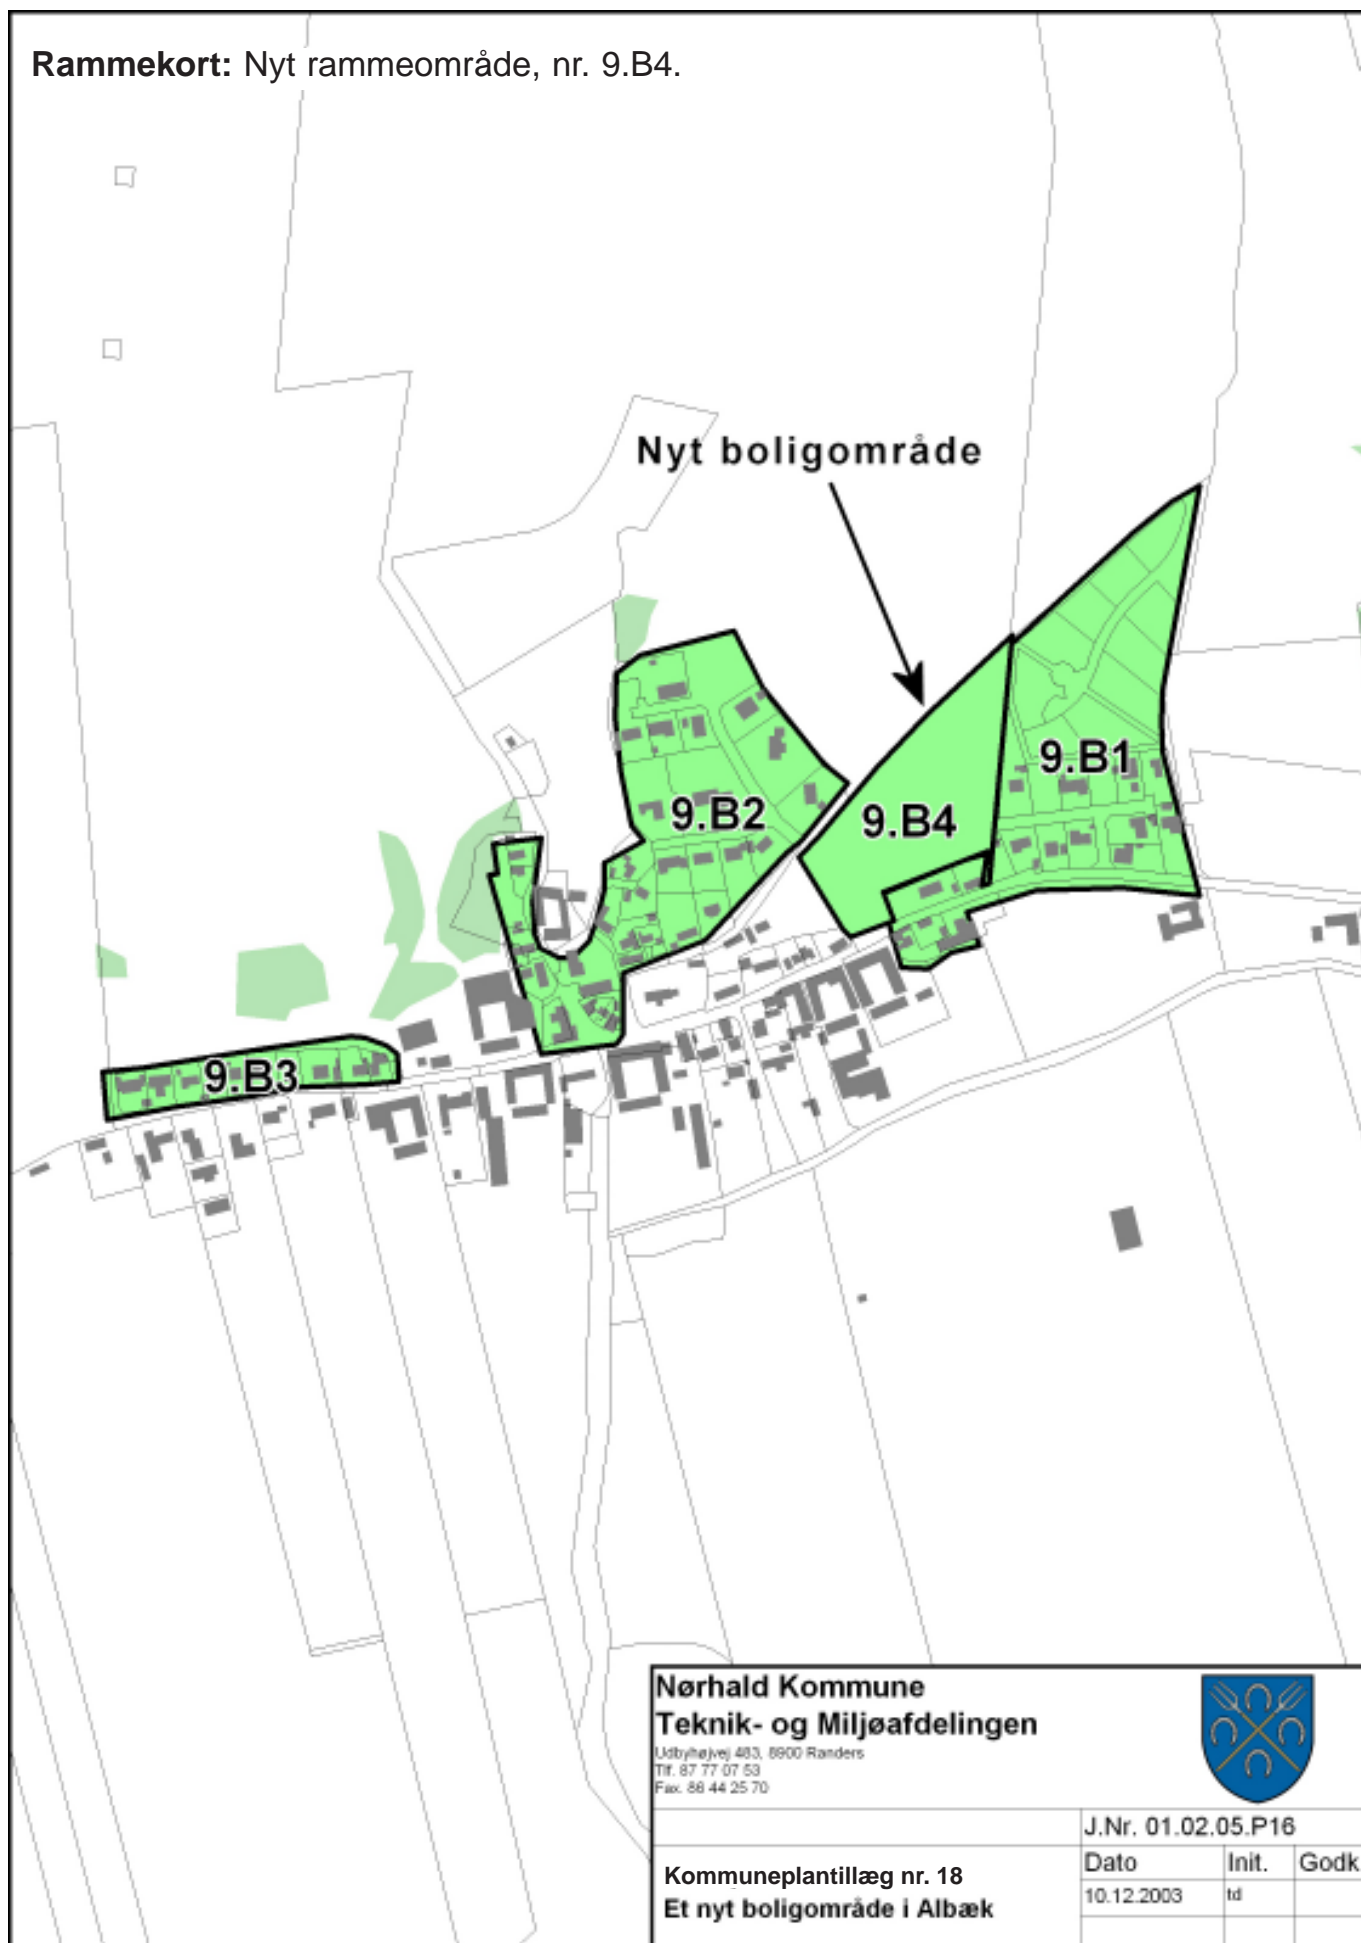 Rammekort: Nyt rammeområde, nr. 9.B4.
Nyt boligområde
9.B1
9.B2
9.B4
9.B3
Nørhald Kommune
Teknik- og Miljøafdelingen
Udbyhøjvej 483, 8900 Randers
Tlf. 87 77 07 53
Fax. 86 44 25 70
J.Nr. 01.02.05.P16
Dato Init. Godk
10.12.2003 td
Kommuneplantillæg nr. 18
Et nyt boligområde i Albæk